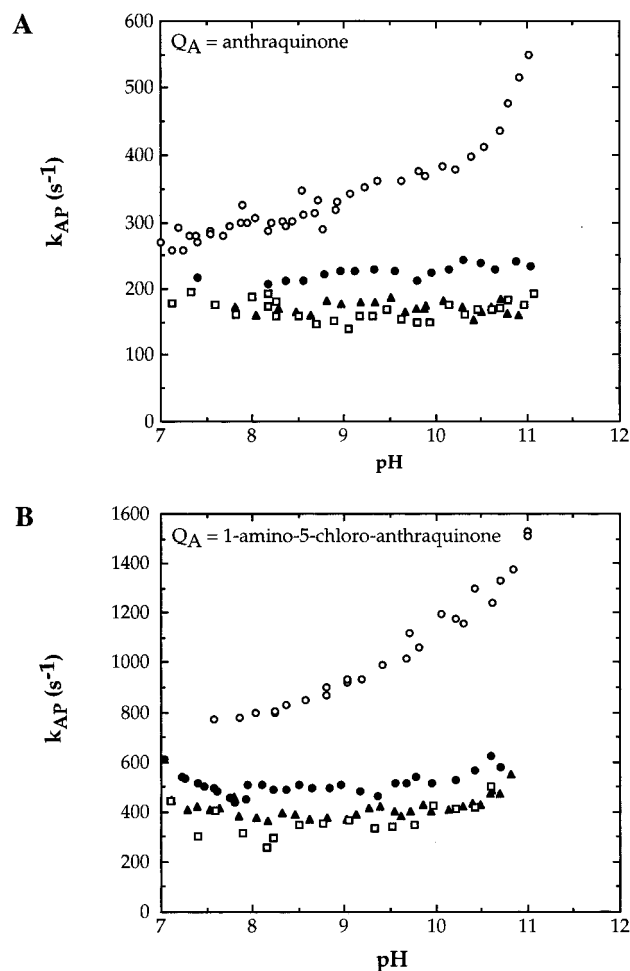 A
Q_A = anthraquinone
k_AP (s^-1)
600
500
400
300
200
100
0
7 8 9 10 11 12
pH
B
Q_A = 1-amino-5-chloro-anthraquinone
k_AP (s^-1)
1600
1400
1200
1000
800
600
400
200
0
7 8 9 10 11 12
pH